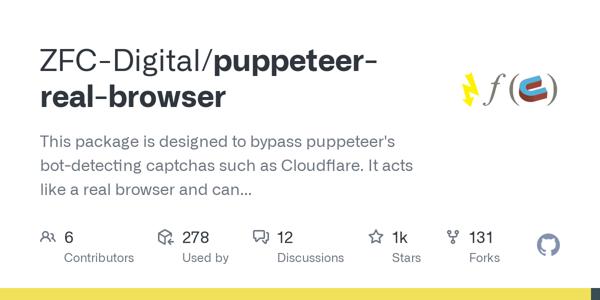 ZFC-Digital/puppeteer-
real-browser
f()
This package is designed to bypass puppeteer's
bot-detecting captchas such as Cloudflare. It acts
like a real browser and can...
6 278 12 1k 131
Contributors Used by Discussions Stars Forks